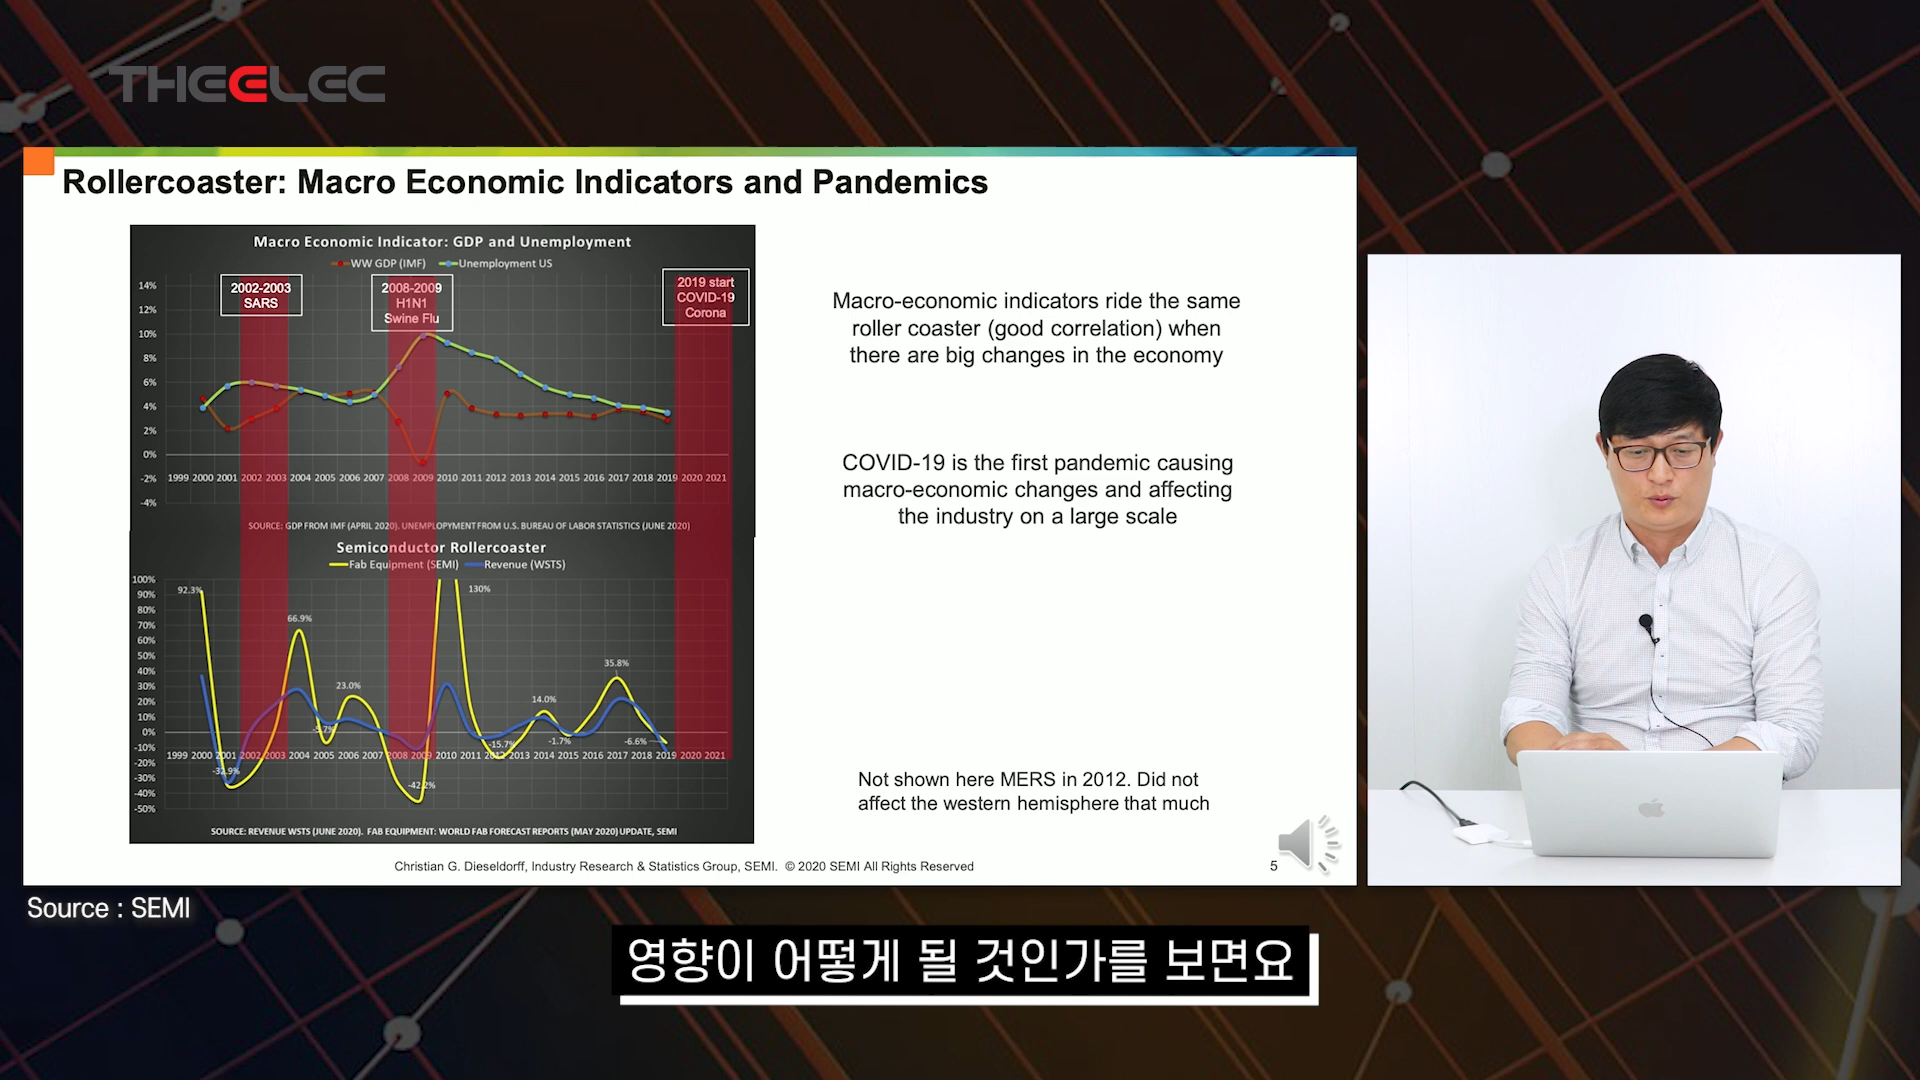 THEELEC
Rollercoaster: Macro Economic Indicators and Pandemics
Macro Economic Indicator: GDP and Unemployment
WW GDP (IMF) Unemployment US
2002-2003
SARS
2008-2009
H1N1
Swine Flu
2019 start
COVID-19
Corona
14%
12%
10%
8%
6%
4%
2%
0%
-2%
-4%
1999 2000 2001 2002 2003 2004 2005 2006 2007 2008 2009 2010 2011 2012 2013 2014 2015 2016 2017 2018 2019 2020 2021
SOURCE: GDP FROM IMF (APRIL 2020). UNEMPLOPYMENT FROM U.S. BUREAU OF LABOR STATISTICS (JUNE 2020)
Semiconductor Rollercoaster
Fab Equipment (SEMI) Revenue (WSTS)
100%
90%
80%
70%
60%
50%
40%
30%
20%
10%
0%
-10%
-20%
-30%
-40%
-50%
92.3%
-32.9%
66.9%
-5.7%
23.0%
-42.2%
130%
-15.7%
14.0%
-1.7%
35.8%
-6.6%
1999 2000 2001 2002 2003 2004 2005 2006 2007 2008 2009 2010 2011 2012 2013 2014 2015 2016 2017 2018 2019 2020 2021
SOURCE: REVENUE WSTS (JUNE 2020). FAB EQUIPMENT: WORLD FAB FORECAST REPORTS (MAY 2020) UPDATE, SEMI
Macro-economic indicators ride the same
roller coaster (good correlation) when
there are big changes in the economy
COVID-19 is the first pandemic causing
macro-economic changes and affecting
the industry on a large scale
Not shown here MERS in 2012. Did not
affect the western hemisphere that much
Christian G. Dieseldorff, Industry Research & Statistics Group, SEMI. © 2020 SEMI All Rights Reserved
5
Source : SEMI
영향이 어떻게 될 것인가를 보면요